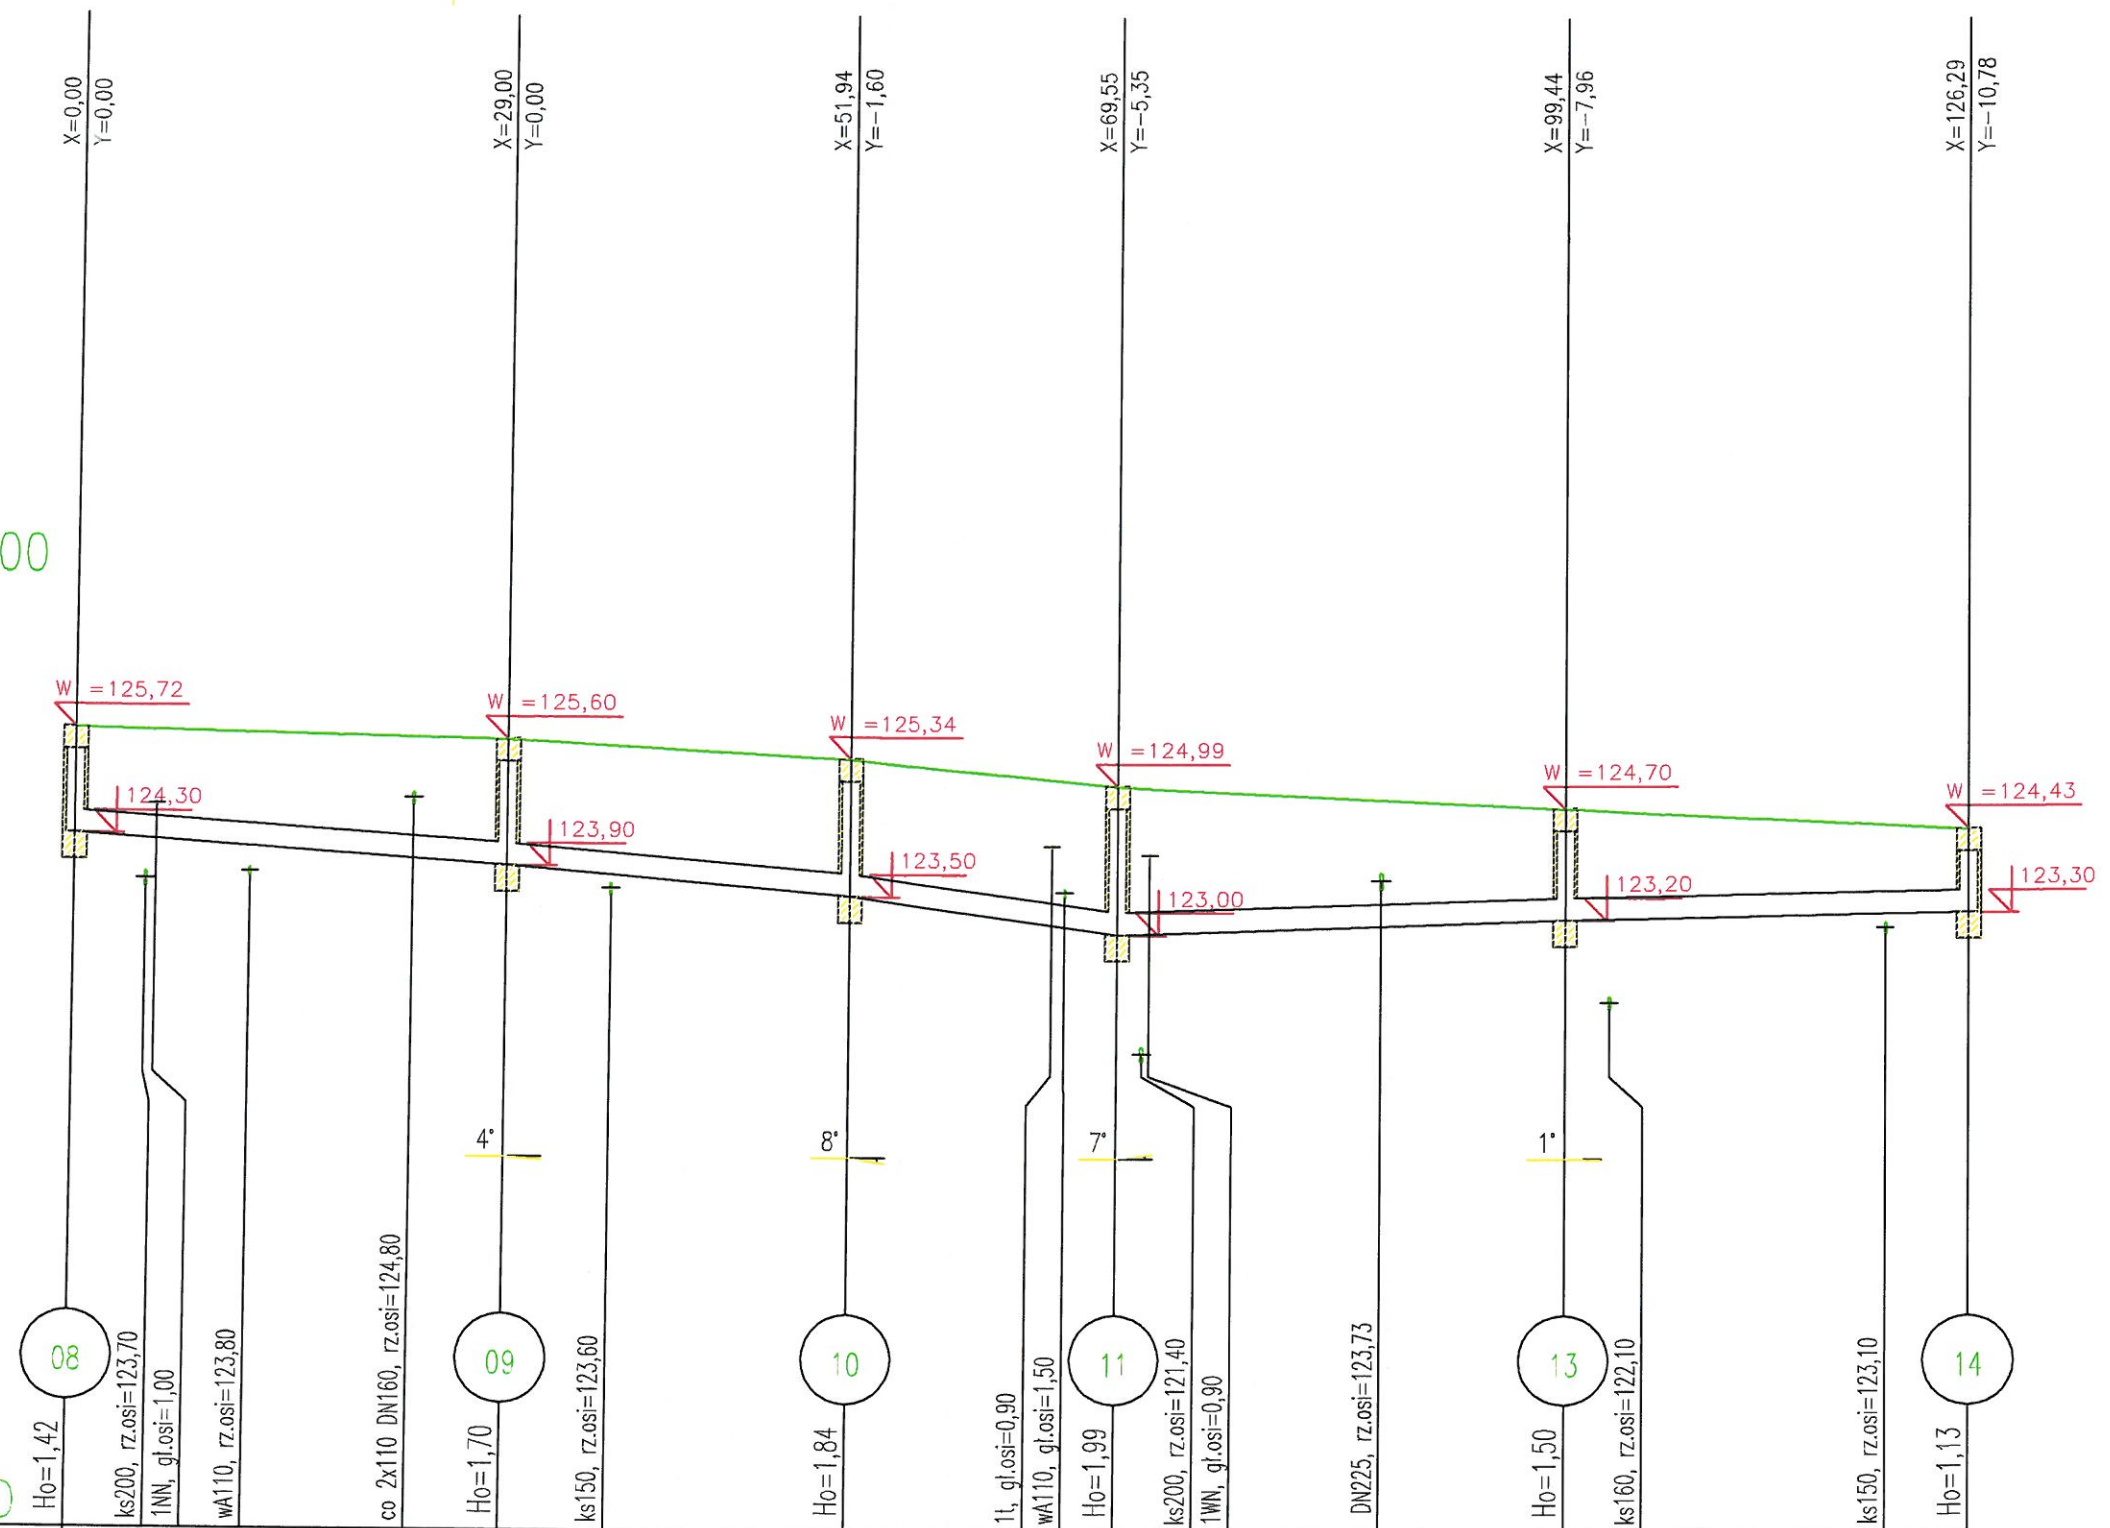 X=0,00
Y=0,00
X=29,00
Y=0,00
X=51,94
Y=-1,60
X=69,55
Y=-5,35
X=99,44
Y=-7,96
X=126,29
Y=-10,78
00
W =125,72
W =125,60
W =125,34
W =124,99
W =124,70
W =124,43
124,30
123,90
123,50
123,00
123,20
123,30
4°
8°
7°
1°
08
09
10
11
13
14
Ho=1,42
ks200, rz.osi=123,70
1NN, gł.osi=1,00
wA110, rz.osi=123,80
co 2x110 DN160, rz.osi=124,80
Ho=1,70
ks150, rz.osi=123,60
Ho=1,84
1t, gł.osi=0,90
wA110, gł.osi=1,50
Ho=1,99
ks200, rz.osi=121,40
1WN, gł.osi=0,90
DN225, rz.osi=123,73
Ho=1,50
ks160, rz.osi=122,10
ks150, rz.osi=123,10
Ho=1,13